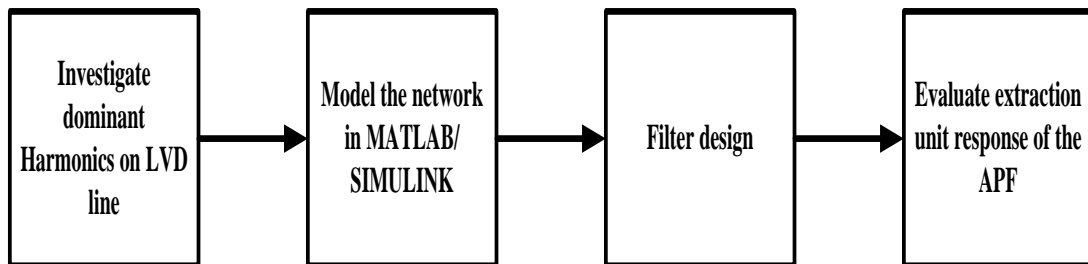 Investigate
dominant
Harmonics on LVD
line
Model the network
in MATLAB/
SIMULINK
Filter design
Evaluate extraction
unit response of the
APF